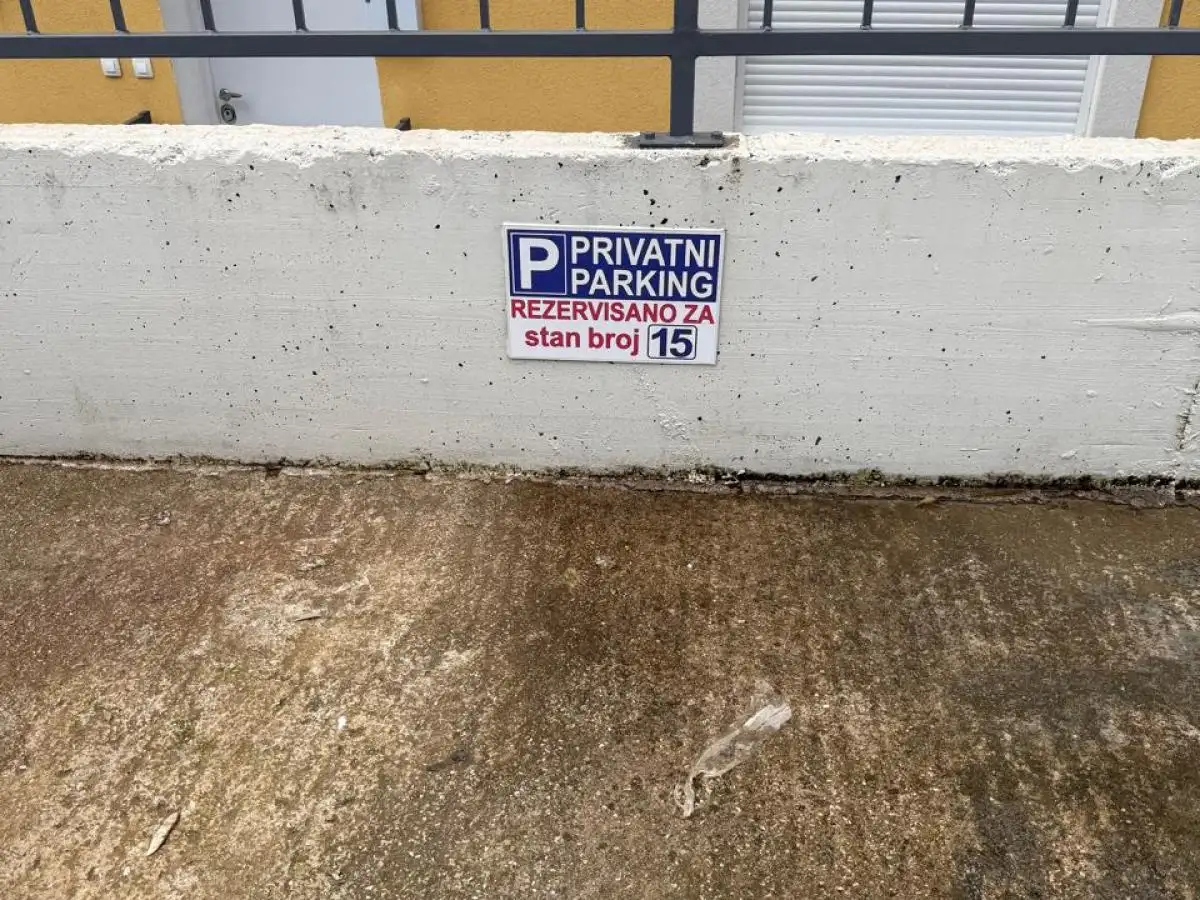 P PRIVATNI
PARKING
REZERVISANO ZA
stan broj 15